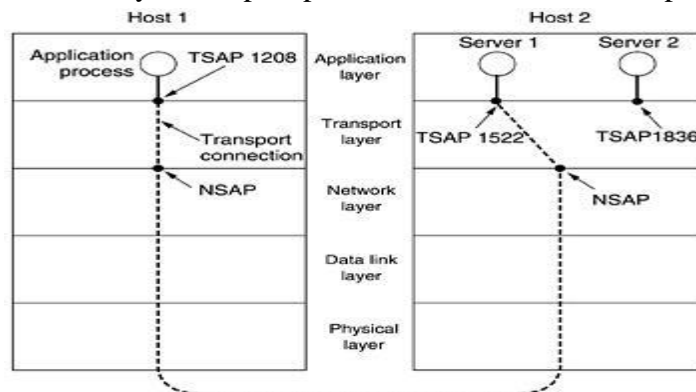 Host 1
Host 2
Application
process
TSAP 1208
Application
layer
Server 1
Server 2
Transport
connection
Transport
layer
TSAP 1522
TSAP1836
NSAP
Network
layer
NSAP
Data link
layer
Physical
layer